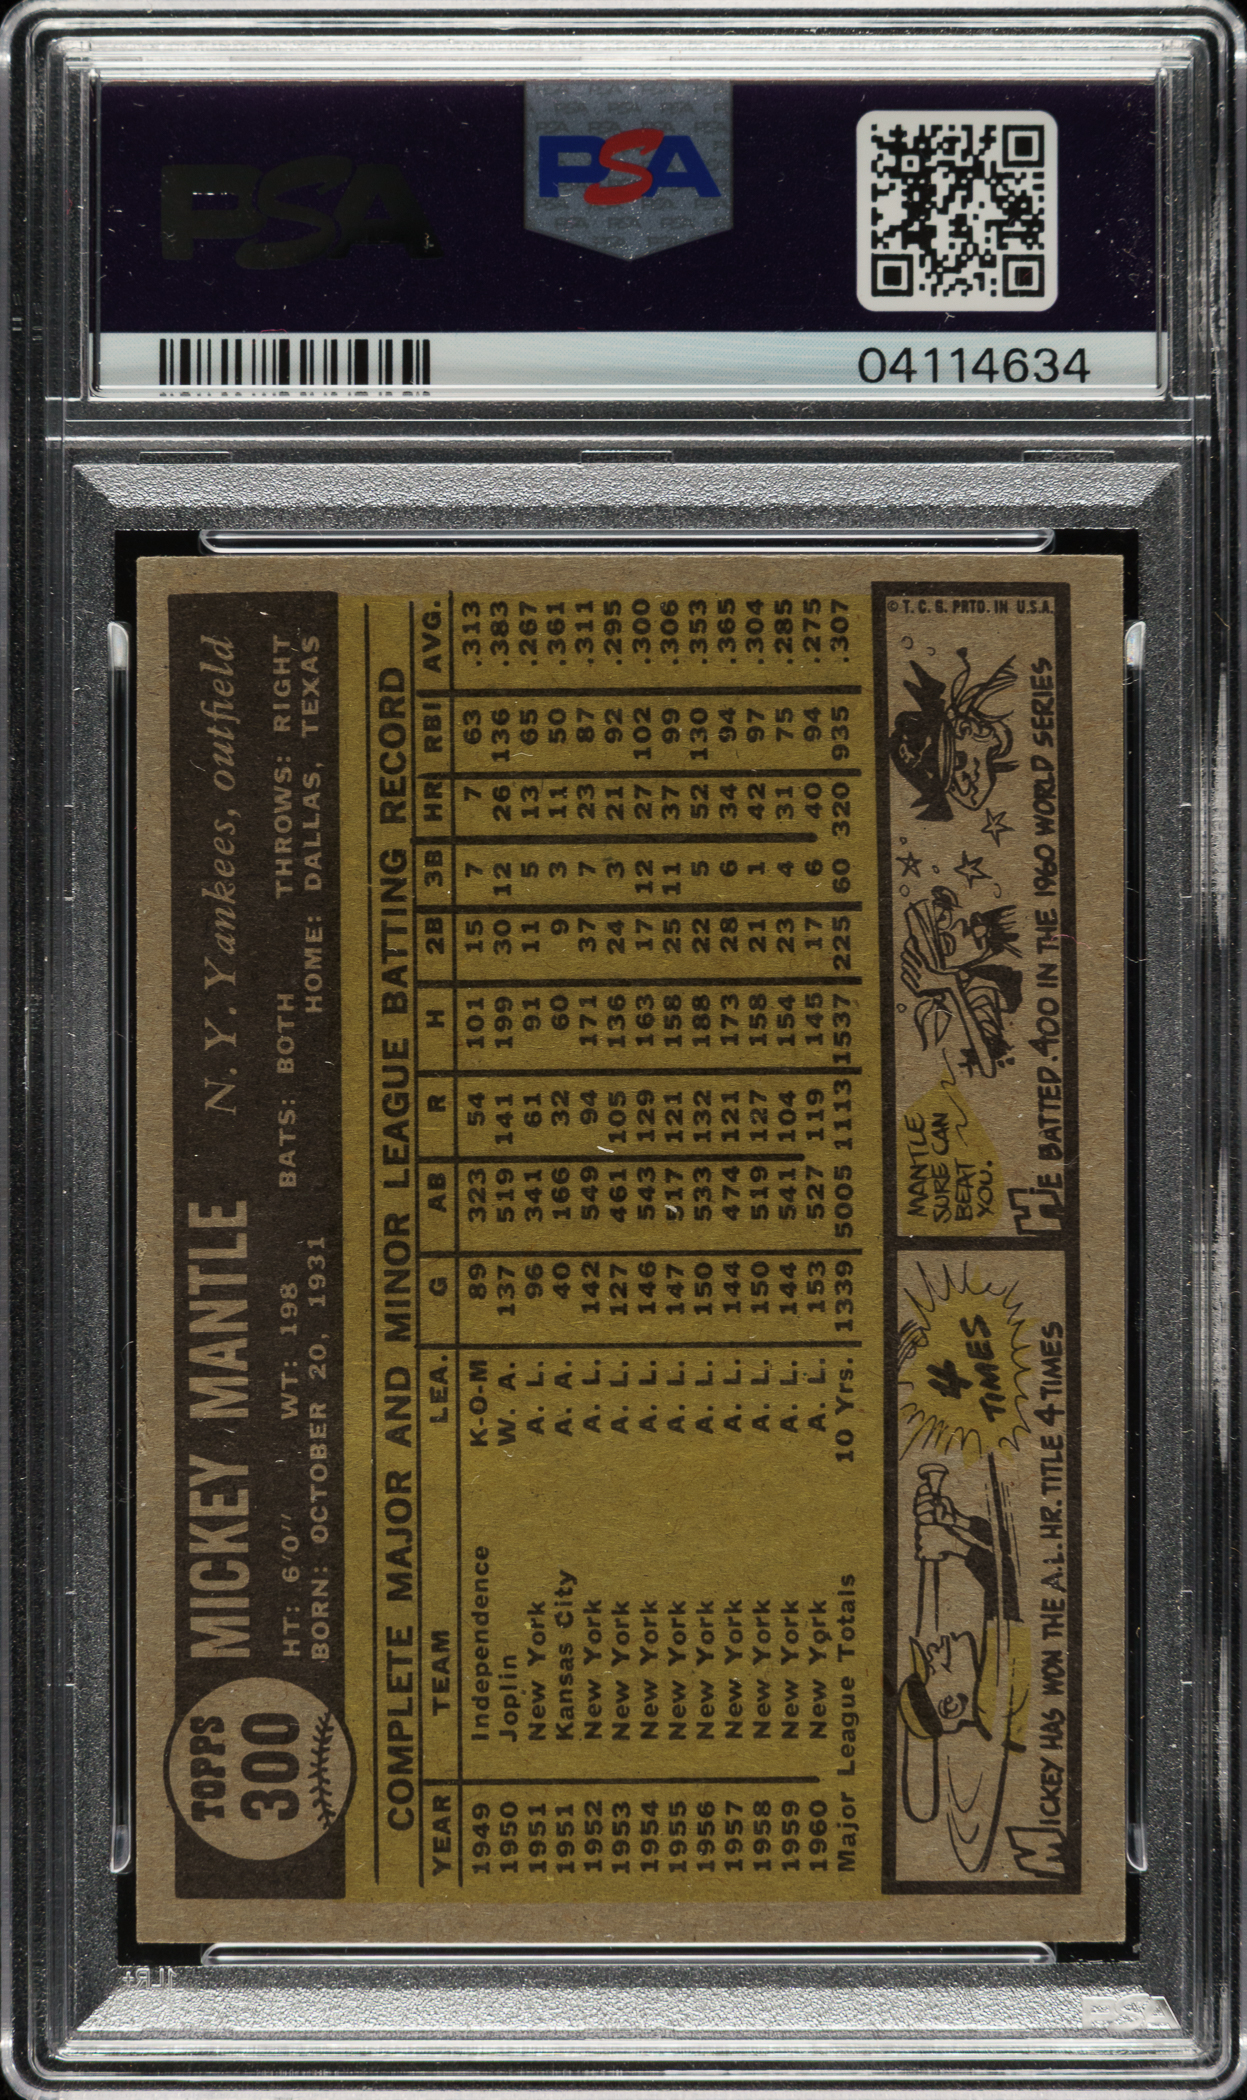 PSA
PSA
04114634
TOPPS
300
MICKEY MANTLE N. Y. Yankees, outfield
HT: 6'0" WT: 198 BATS: BOTH THROWS: RIGHT
BORN: OCTOBER 20, 1931 HOME: DALLAS, TEXAS
COMPLETE MAJOR AND MINOR LEAGUE BATTING RECORD
YEAR TEAM LEA. G AB R H 2B 3B HR RBI AVG.
1949 Independence K-O-M 89 323 54 101 15 7 7 63 .313
1950 Joplin W. A. 137 519 141 199 30 12 26 136 .383
1951 New York A. L. 96 341 61 91 11 5 13 65 .267
1951 Kansas City A. A. 40 166 32 60 9 3 11 50 .361
1952 New York A. L. 142 549 94 171 37 7 23 87 .311
1953 New York A. L. 127 461 105 136 24 3 21 92 .295
1954 New York A. L. 146 543 129 163 17 12 27 102 .300
1955 New York A. L. 147 517 121 158 25 11 37 99 .306
1956 New York A. L. 150 533 132 188 22 5 52 130 .353
1957 New York A. L. 144 474 121 173 28 6 34 94 .365
1958 New York A. L. 150 519 127 158 21 1 42 97 .304
1959 New York A. L. 144 541 104 154 23 4 31 75 .285
1960 New York A. L. 153 527 119 145 17 6 40 94 .275
Major League Totals 10 Yrs. 1339 5005 1113 1537 225 60 320 935 .307
4
TIMES
MICKEY HAS WON THE A.L. HR. TITLE 4 TIMES
MANTLE
SURE CAN
BEAT
YOU.
HE BATTED .400 IN THE 1960 WORLD SERIES
© T. C. G. PRTD. IN U.S.A.